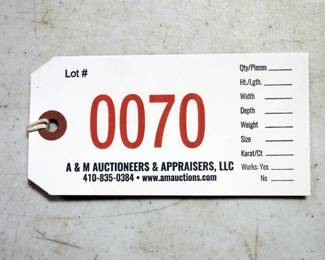 Lot #
0070
A & M AUCTIONEERS & APPRAISERS, LLC
410-835-0384 • www.amauctions.com
Qty/Pieces
Ht./Lgth.
Width
Depth
Weight
Size
Karat/Ct
Works: Yes
No